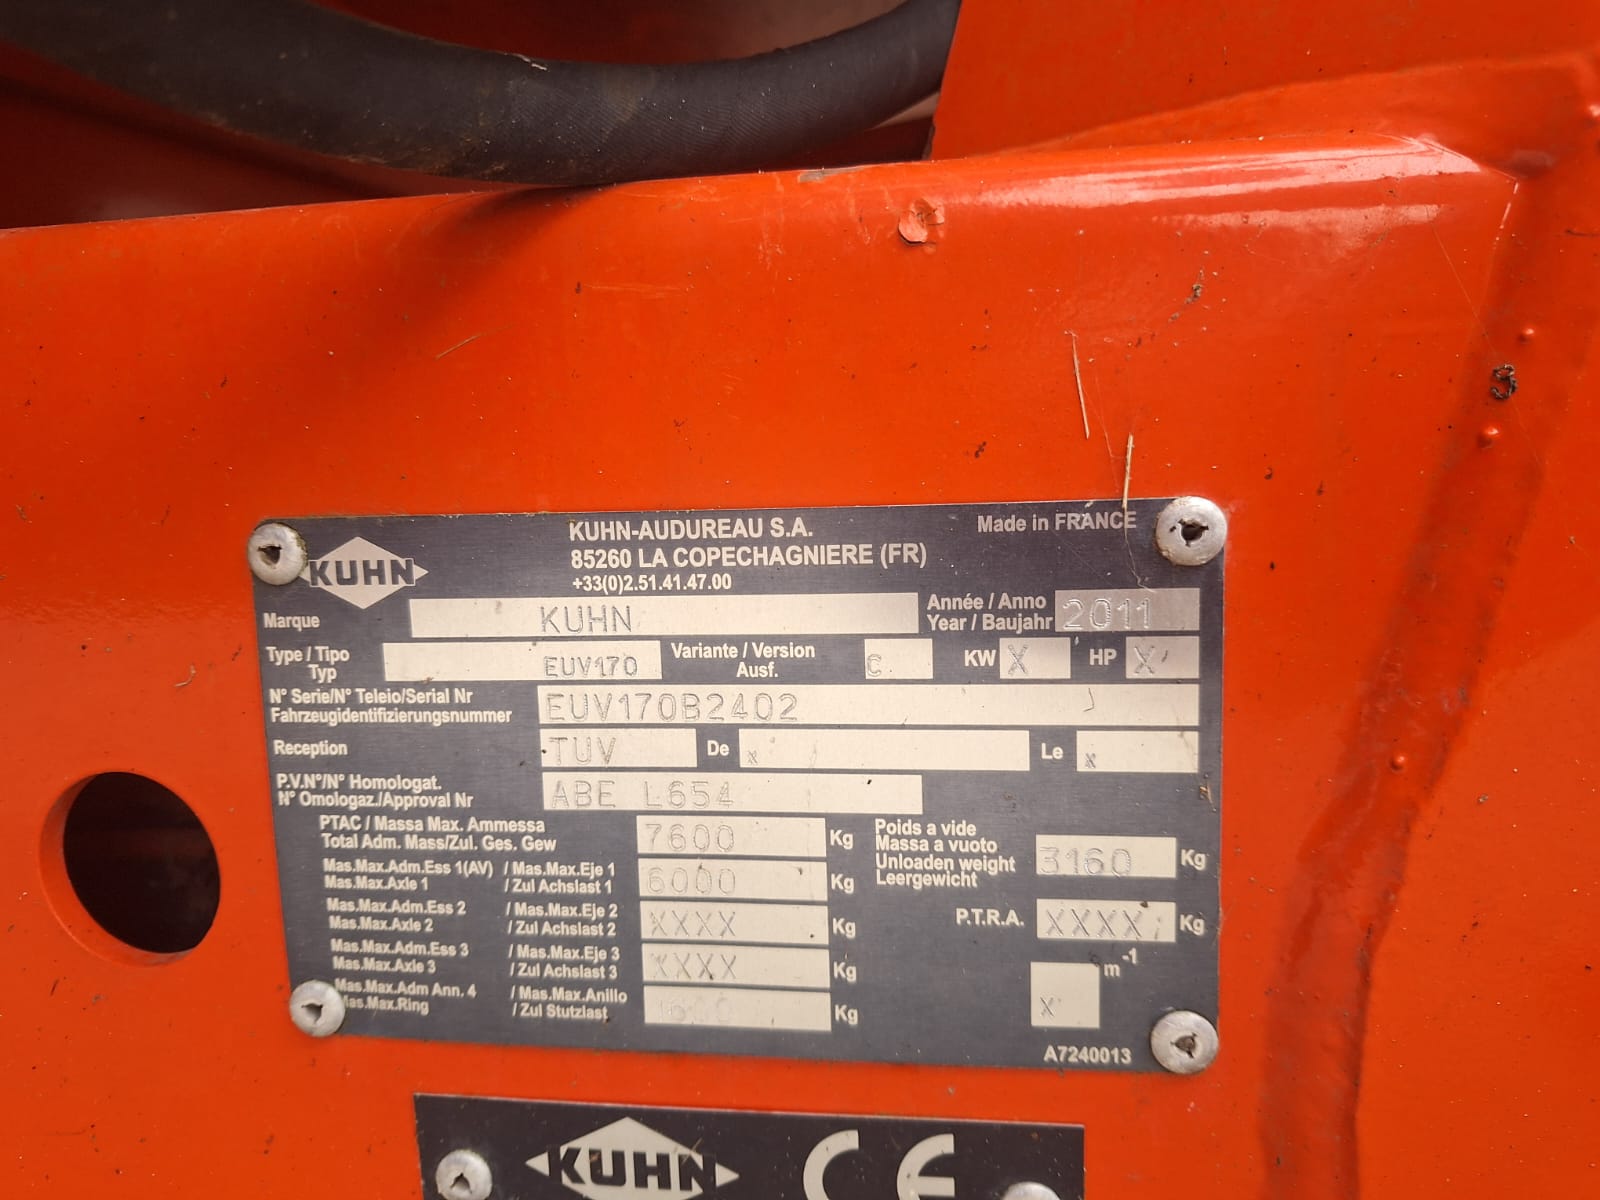 KUHN
KUHN-AUDUREAU S.A.
85260 LA COPECHAGNIERE (FR)
+33(0)2.51.41.47.00
Made in FRANCE
Marque KUHN Année / Anno 2011
Year / Baujahr
Type / Tipo EUV170 Variante / Version C KW X HP X
Typ Ausf.
N° Serie/N° Teleio/Serial Nr EUV170B2402
Fahrzeugidentifizierungsnummer
Reception TUV De x Le x
P.V.N°/N° Homologat. ABE L654
N° Omologaz./Approval Nr
PTAC / Massa Max. Ammessa 7600 Kg
Total Adm. Mass/Zul. Ges. Gew
Poids a vide
Massa a vuoto
Unloaden weight 3160 Kg
Leergewicht
Mas.Max.Adm.Ess 1(AV) / Mas.Max.Eje 1 6000 Kg
Mas.Max.Axle 1 / Zul Achslast 1
Mas.Max.Adm.Ess 2 / Mas.Max.Eje 2 XXXX Kg
Mas.Max.Axle 2 / Zul Achslast 2
P.T.R.A. XXXX Kg
Mas.Max.Adm.Ess 3 / Mas.Max.Eje 3 XXXX Kg
Mas.Max.Axle 3 / Zul Achslast 3
x m-1
Mas.Max.Adm Ann. 4 / Mas.Max.Anillo Kg
Mas.Max.Ring / Zul Stutzlast
A7240013
KUHN CE